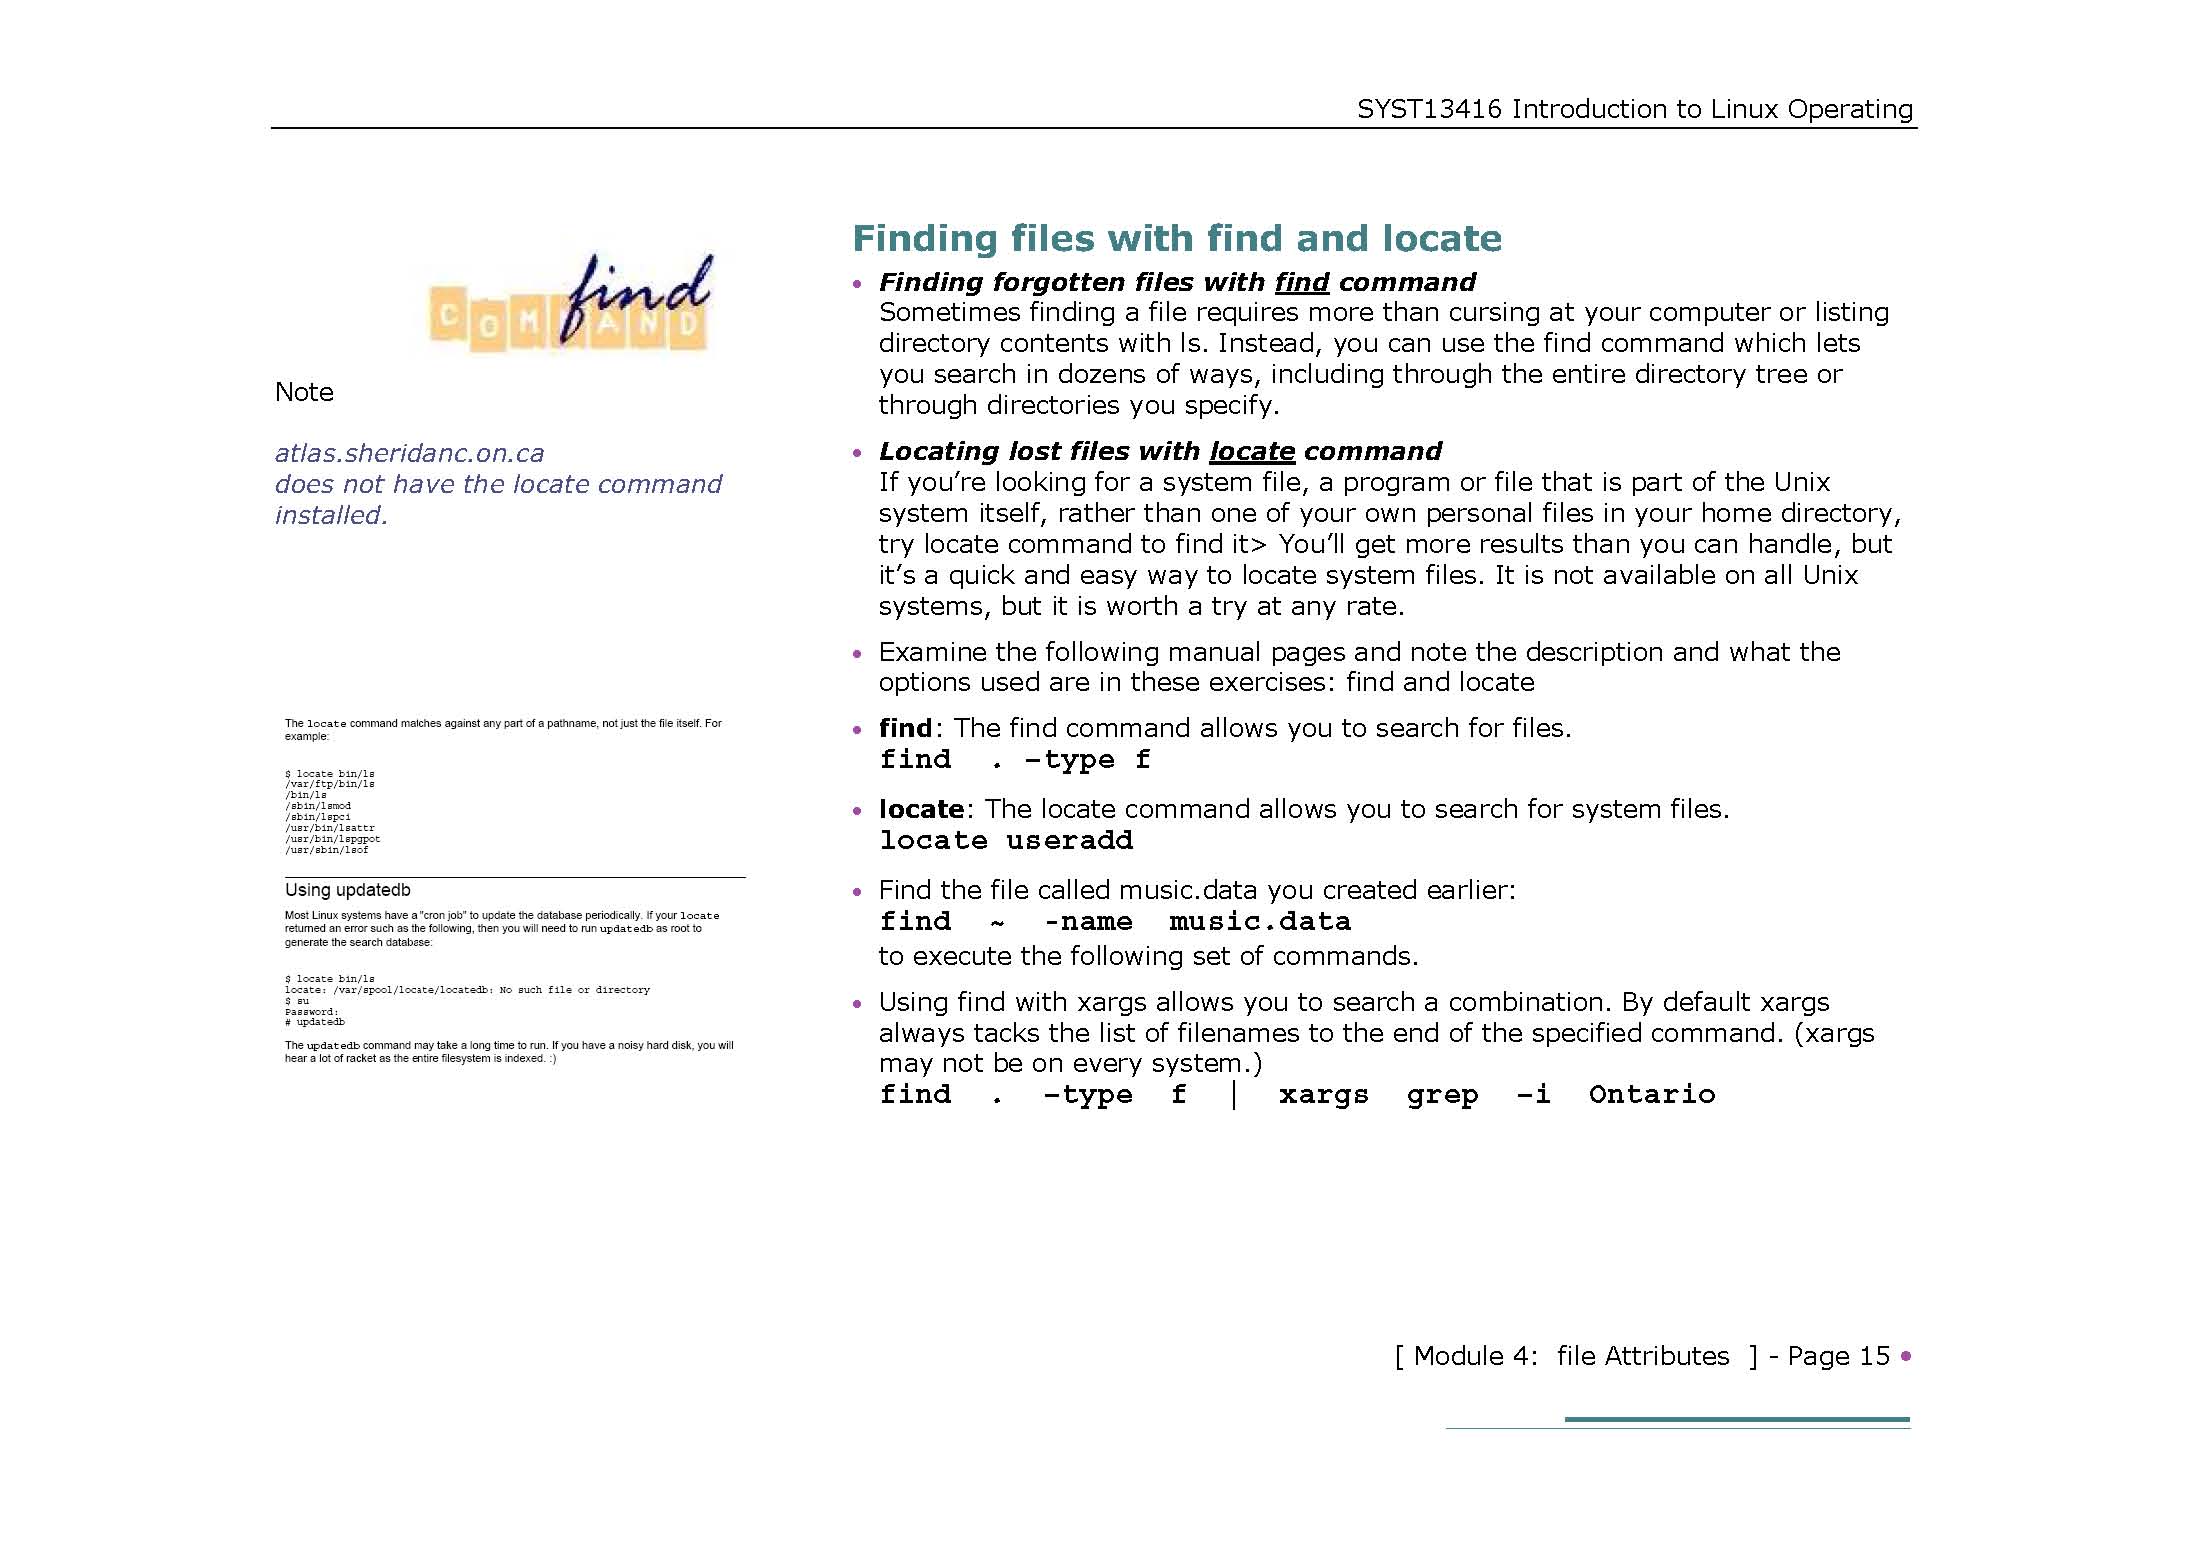 SYST13416 Introduction to Linux Operating
COMMAND find
Note
atlas.sheridanc.on.ca
does not have the locate command
installed.
The locate command matches against any part of a pathname, not just the file itself. For
example:
$ locate bin/ls
/var/ftp/bin/ls
/bin/ls
/sbin/lsmod
/sbin/lspci
/usr/bin/lsattr
/usr/bin/lspgpot
/usr/sbin/lsof
Using updatedb
Most Linux systems have a "cron job" to update the database periodically. If your locate
returned an error such as the following, then you will need to run updatedb as root to
generate the search database:
$ locate bin/ls
locate: /var/spool/locate/locatedb: No such file or directory
$ su
Password:
# updatedb
The updatedb command may take a long time to run. If you have a noisy hard disk, you will
hear a lot of racket as the entire filesystem is indexed. :)
Finding files with find and locate
• Finding forgotten files with find command
Sometimes finding a file requires more than cursing at your computer or listing
directory contents with ls. Instead, you can use the find command which lets
you search in dozens of ways, including through the entire directory tree or
through directories you specify.
• Locating lost files with locate command
If you’re looking for a system file, a program or file that is part of the Unix
system itself, rather than one of your own personal files in your home directory,
try locate command to find it> You’ll get more results than you can handle, but
it’s a quick and easy way to locate system files. It is not available on all Unix
systems, but it is worth a try at any rate.
• Examine the following manual pages and note the description and what the
options used are in these exercises: find and locate
• find: The find command allows you to search for files.
find . –type f
• locate: The locate command allows you to search for system files.
locate useradd
• Find the file called music.data you created earlier:
find ~ -name music.data
to execute the following set of commands.
• Using find with xargs allows you to search a combination. By default xargs
always tacks the list of filenames to the end of the specified command. (xargs
may not be on every system.)
find . –type f | xargs grep –i Ontario
[ Module 4: file Attributes ] - Page 15 •